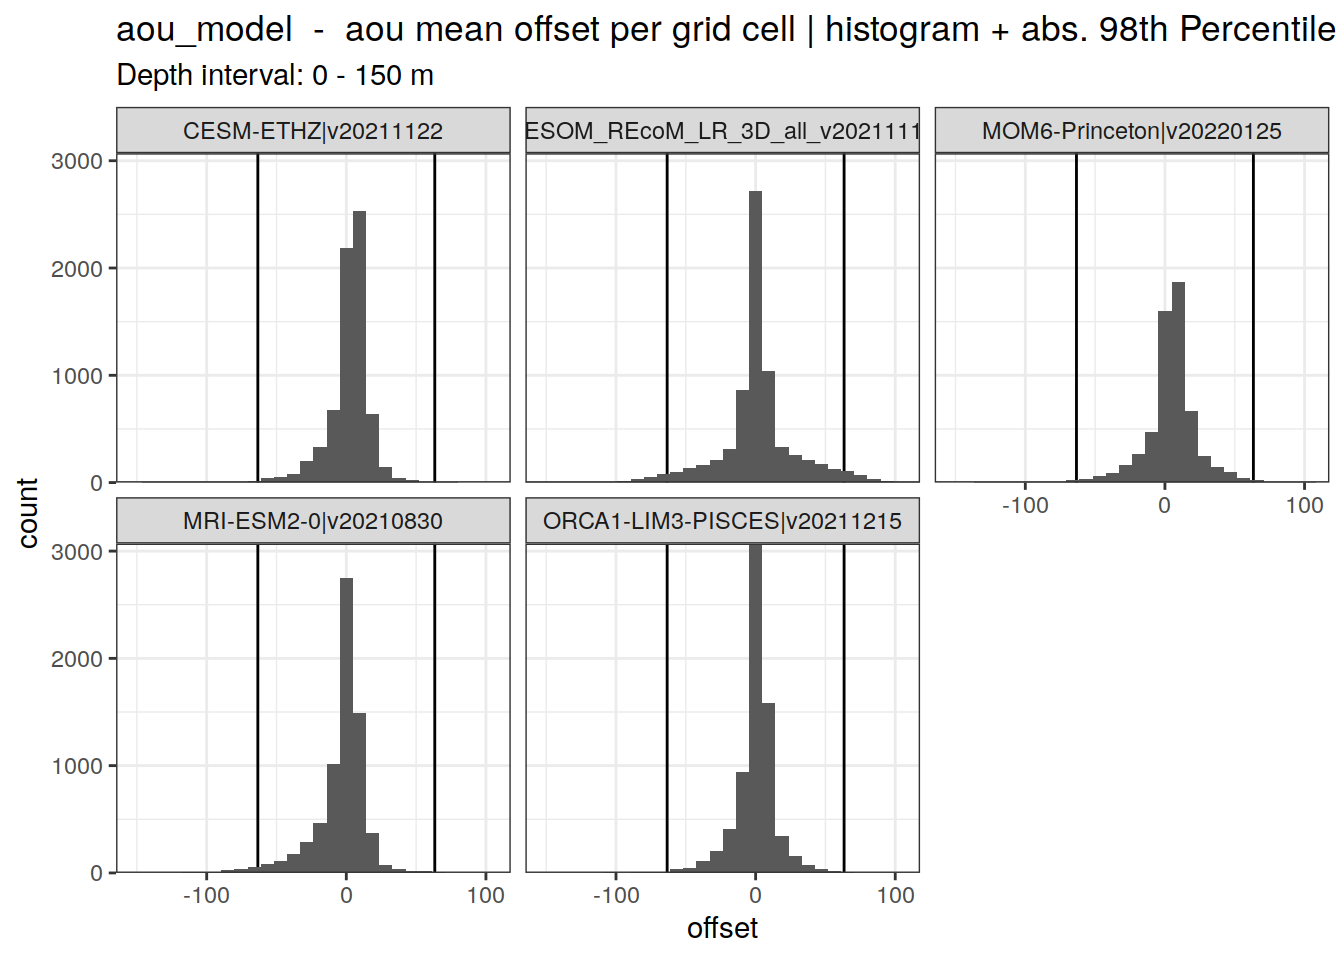 aou_model  -  aou mean offset per grid cell | histogram + abs. 98th Percentile
Depth interval: 0 - 150 m
CESM-ETHZ|v20211122
ESOM_REcoM_LR_3D_all_v2021111
MOM6-Princeton|v20220125
3000
2000
1000
0
-100 0 100
MRI-ESM2-0|v20210830
ORCA1-LIM3-PISCES|v20211215
3000
2000
1000
0
-100 0 100
-100 0 100
count
offset